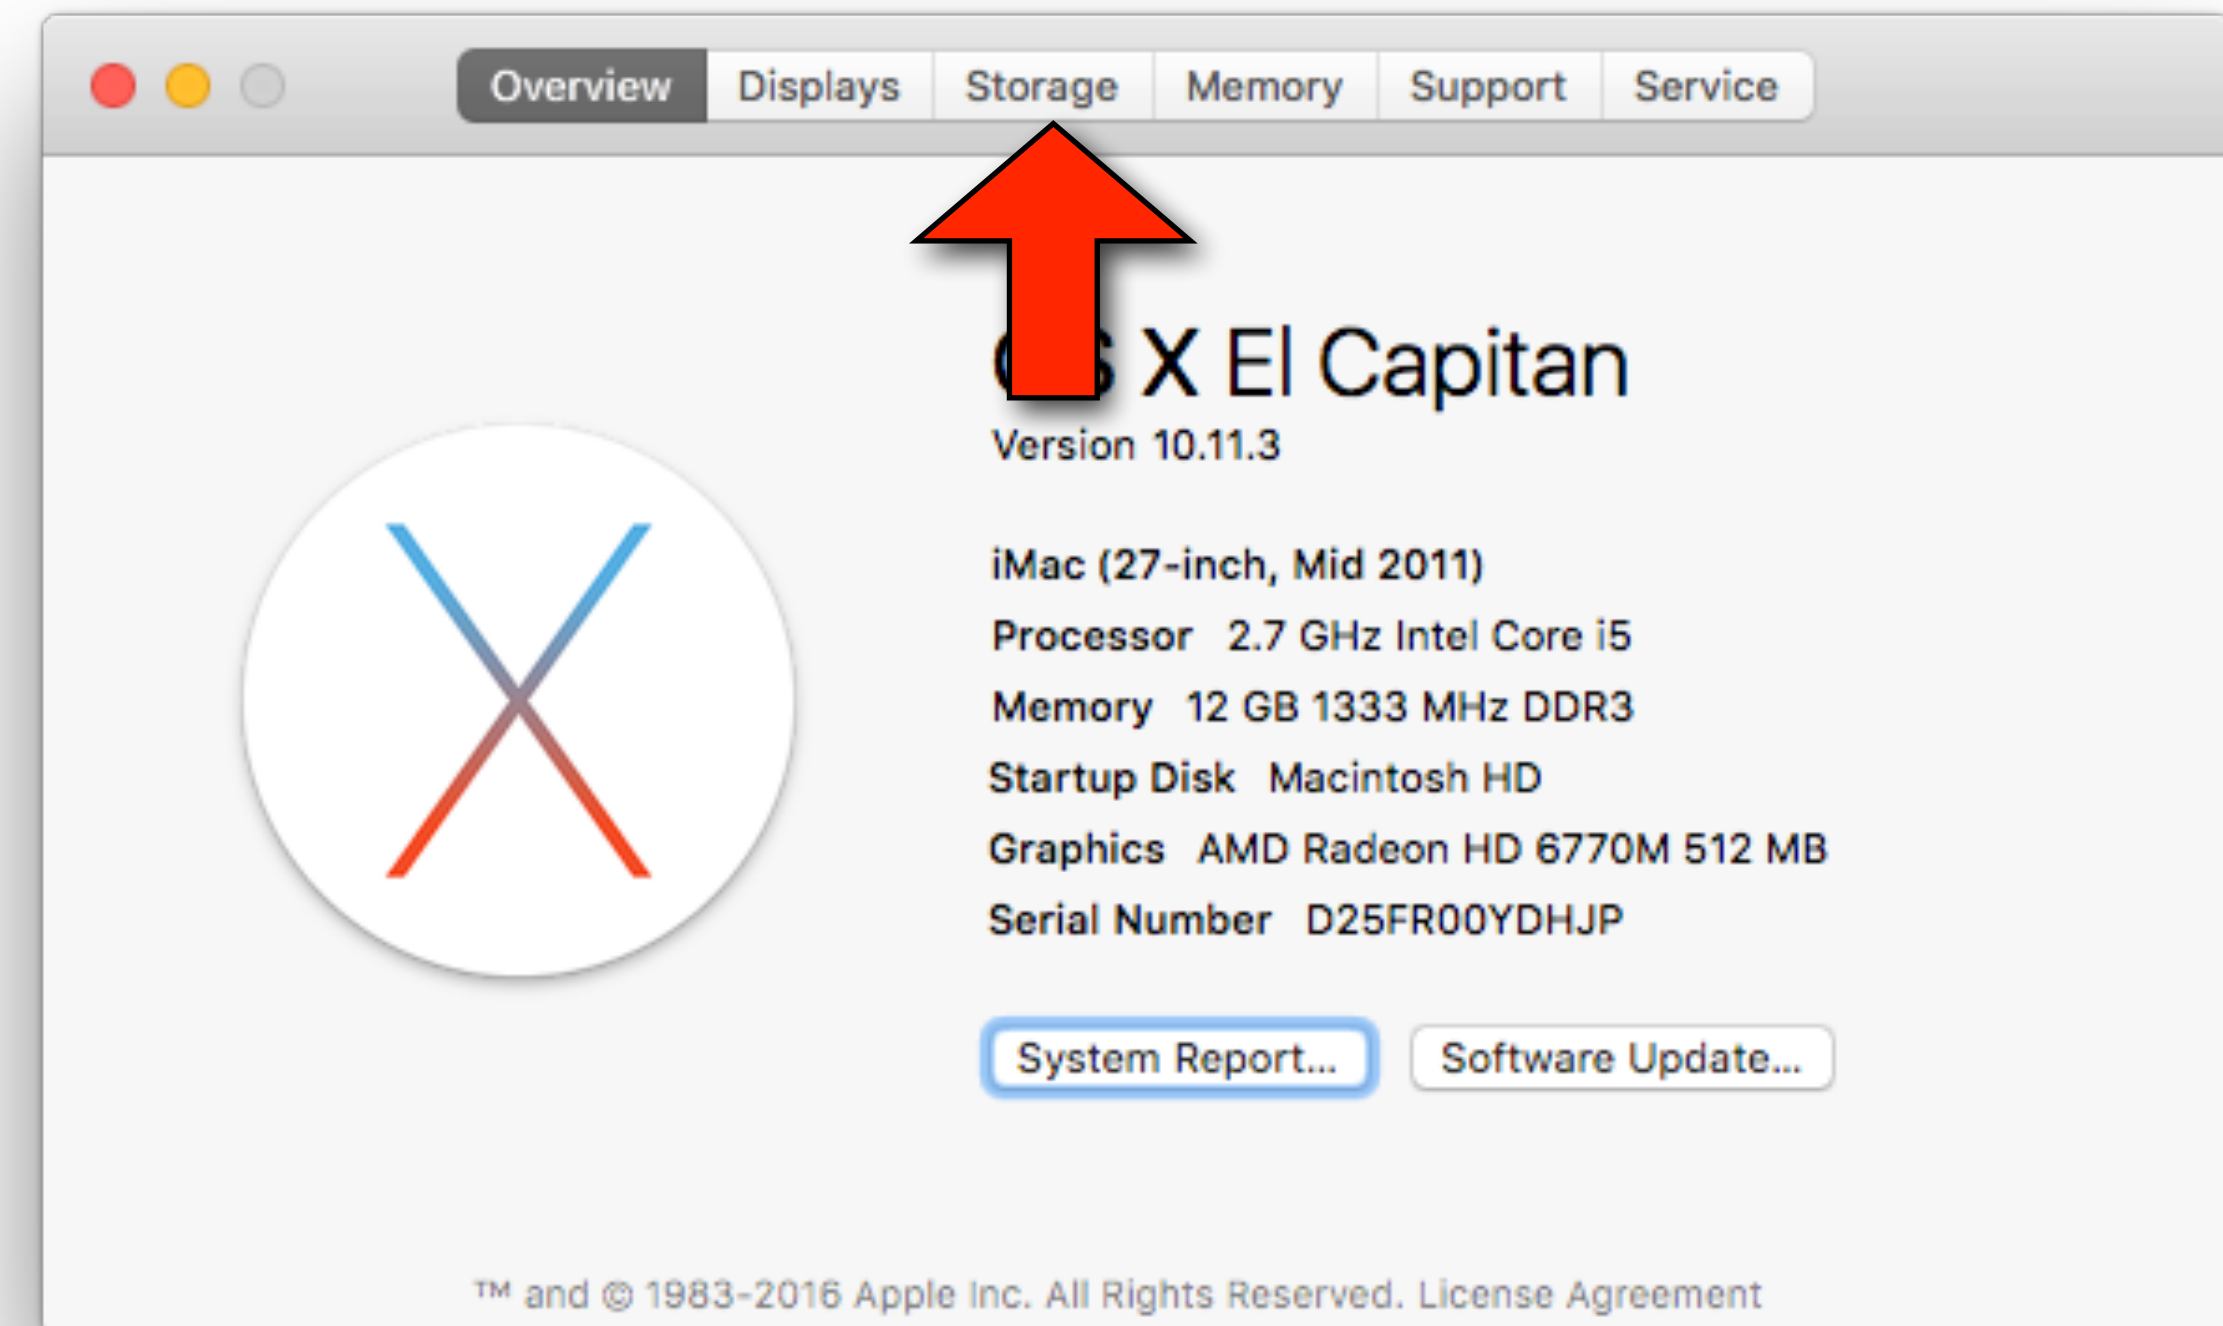 Overview Displays Storage Memory Support Service
X El Capitan
Version 10.11.3
iMac (27-inch, Mid 2011)
Processor 2.7 GHz Intel Core i5
Memory 12 GB 1333 MHz DDR3
Startup Disk Macintosh HD
Graphics AMD Radeon HD 6770M 512 MB
Serial Number D25FR00YDHJP
System Report... Software Update...
™ and © 1983-2016 Apple Inc. All Rights Reserved. License Agreement